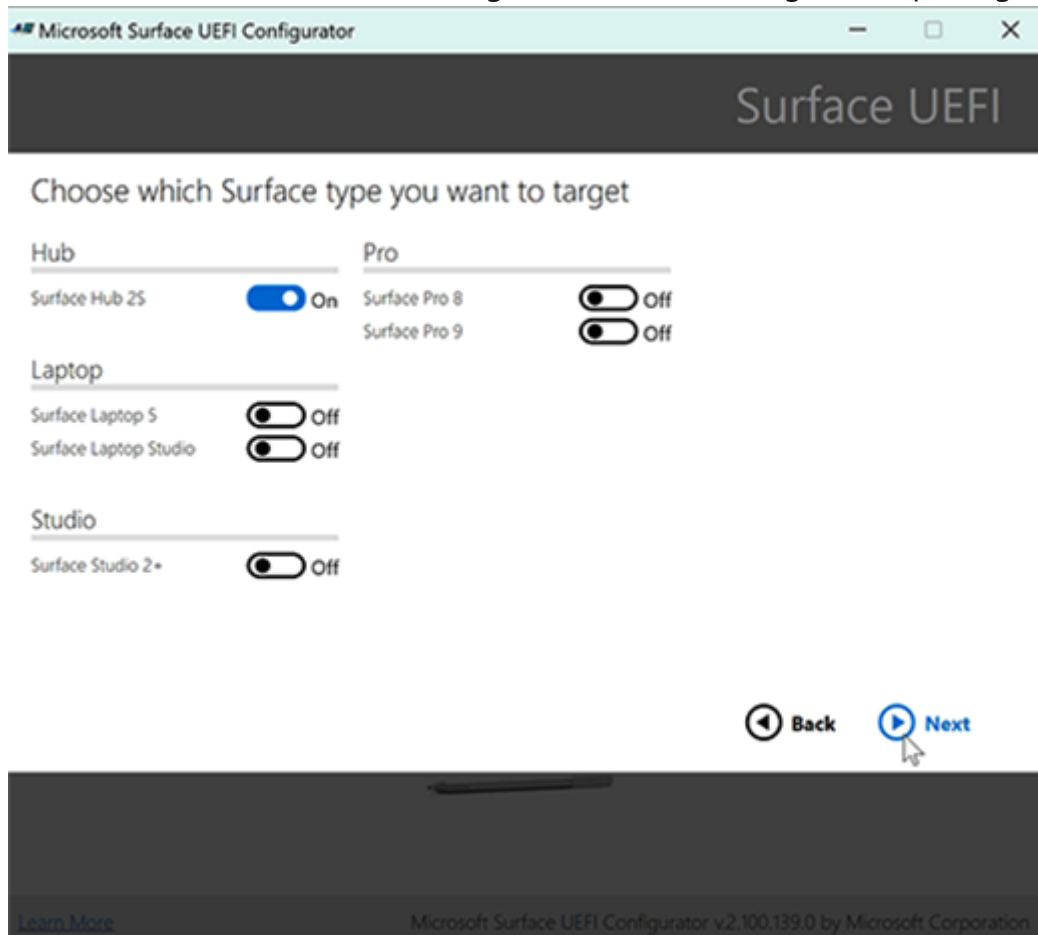 Microsoft Surface UEFI Configurator
Surface UEFI
Choose which Surface type you want to target
Hub
Surface Hub 2S On
Laptop
Surface Laptop 5 Off
Surface Laptop Studio Off
Studio
Surface Studio 2+ Off
Pro
Surface Pro 8 Off
Surface Pro 9 Off
Back Next
Learn More Microsoft Surface UEFI Configurator v2.100.139.0 by Microsoft Corporation